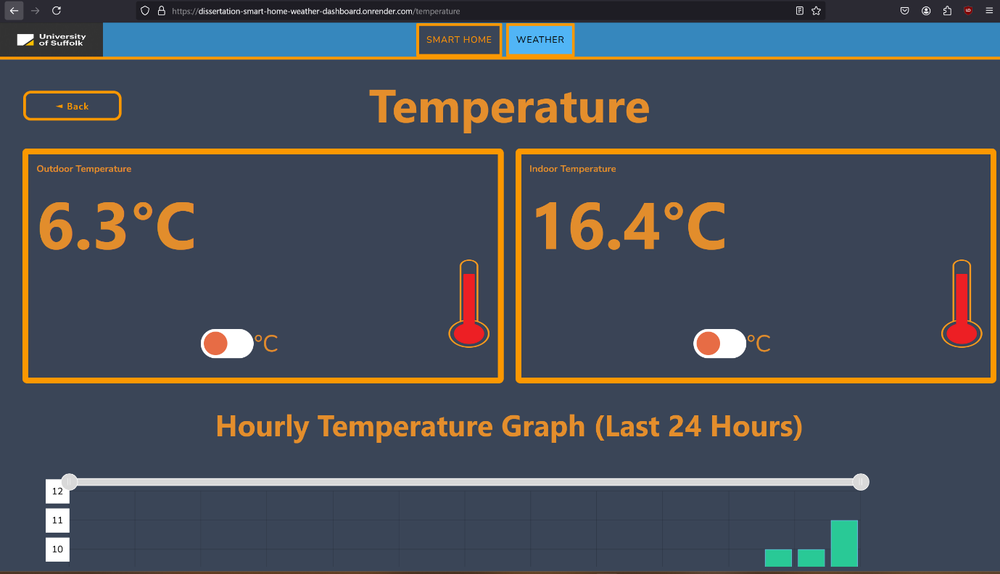 https://dissertation-smart-home-weather-dashboard.onrender.com/temperature
University
of Suffolk
SMART HOME
WEATHER
◄ Back
Temperature
Outdoor Temperature
6.3°C
°C
Indoor Temperature
16.4°C
°C
Hourly Temperature Graph (Last 24 Hours)
12
11
10